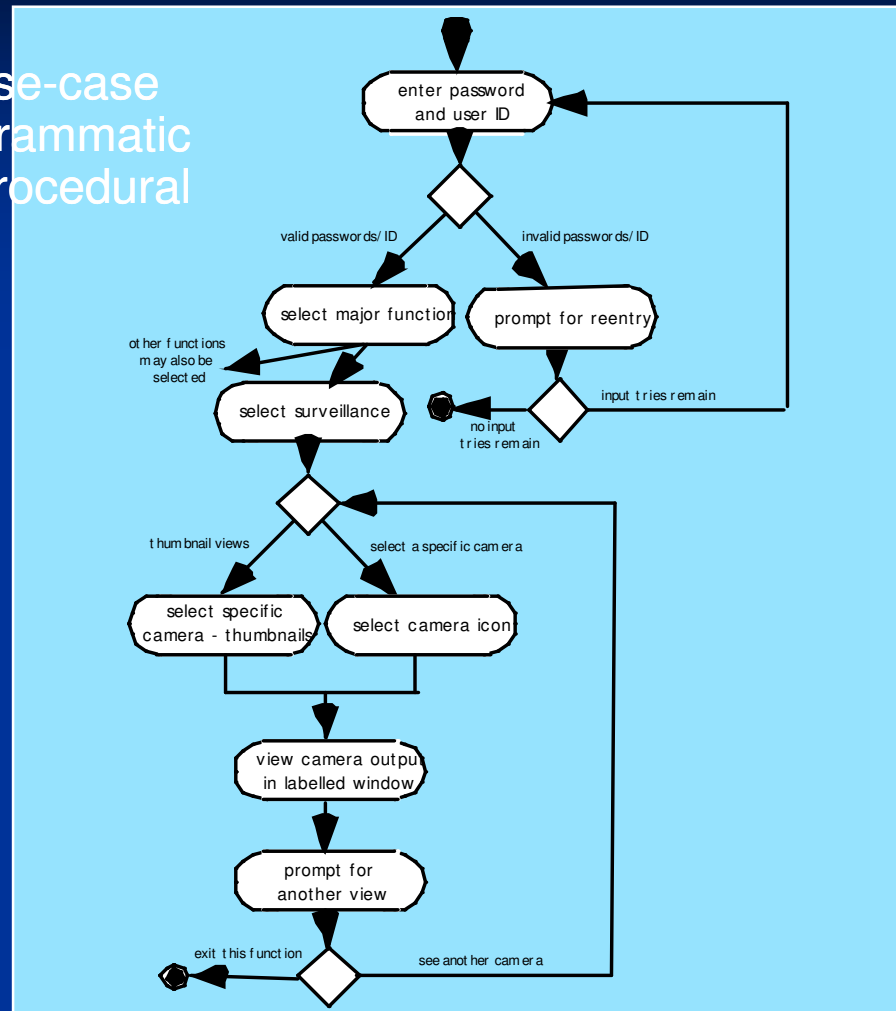 se-case
rammatic
rocedural
enter password
and user ID
valid passwords/ ID
invalid passwords/ ID
select major function
prompt for reentry
other functions
may also be
selected
select surveillance
input tries remain
no input
tries remain
thumbnail views
select a specific camera
select specific
camera - thumbnails
select camera icon
view camera output
in labelled window
prompt for
another view
exit this function
see another camera